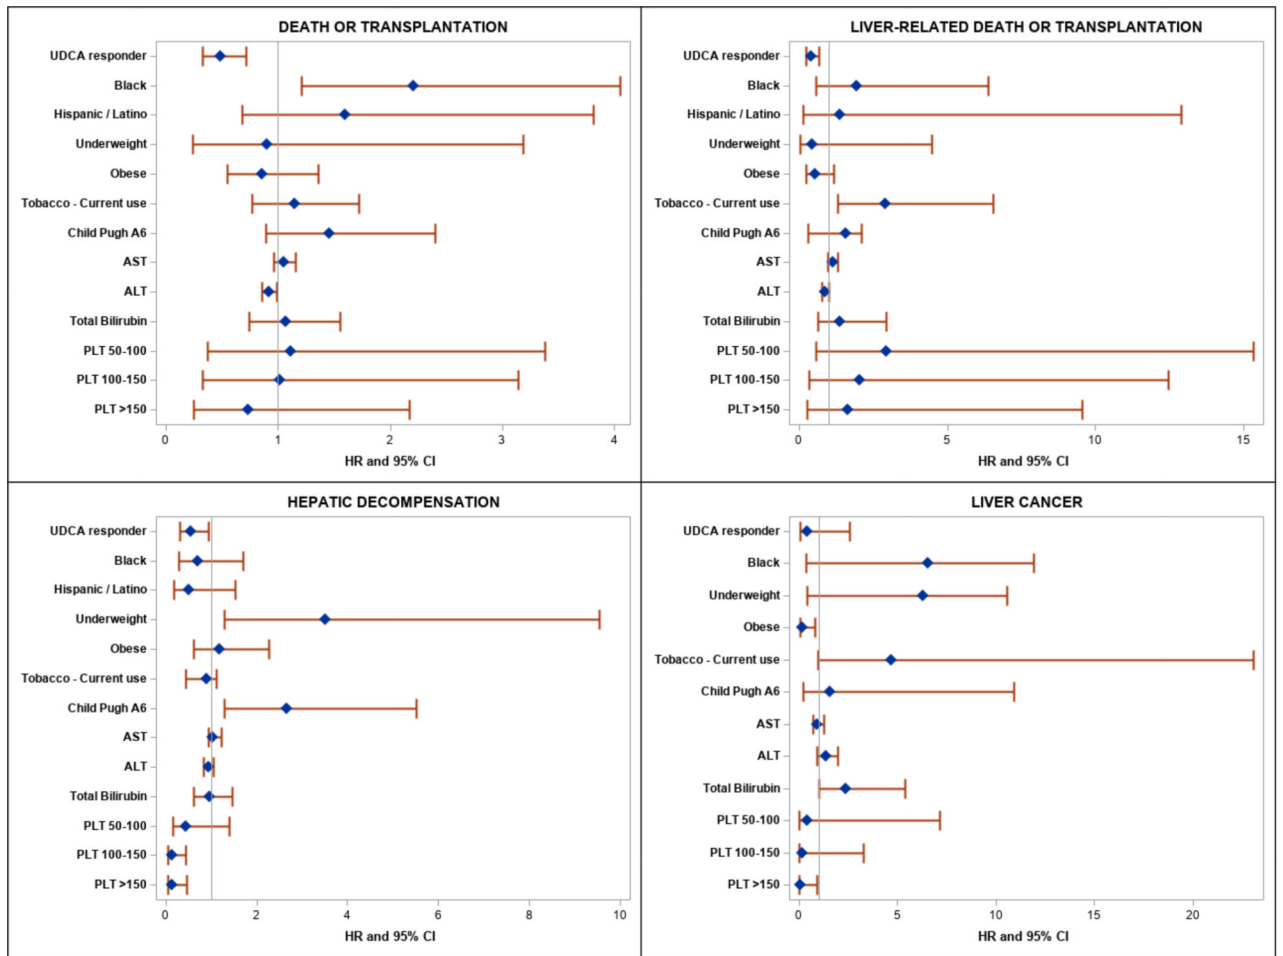 DEATH OR TRANSPLANTATION
UDCA responder
Black
Hispanic / Latino
Underweight
Obese
Tobacco - Current use
Child Pugh A6
AST
ALT
Total Bilirubin
PLT 50-100
PLT 100-150
PLT >150
0 1 2 3 4
HR and 95% CI
LIVER-RELATED DEATH OR TRANSPLANTATION
UDCA responder
Black
Hispanic / Latino
Underweight
Obese
Tobacco - Current use
Child Pugh A6
AST
ALT
Total Bilirubin
PLT 50-100
PLT 100-150
PLT >150
0 5 10 15
HR and 95% CI
HEPATIC DECOMPENSATION
UDCA responder
Black
Hispanic / Latino
Underweight
Obese
Tobacco - Current use
Child Pugh A6
AST
ALT
Total Bilirubin
PLT 50-100
PLT 100-150
PLT >150
0 2 4 6 8 10
HR and 95% CI
LIVER CANCER
UDCA responder
Black
Underweight
Obese
Tobacco - Current use
Child Pugh A6
AST
ALT
Total Bilirubin
PLT 50-100
PLT 100-150
PLT >150
0 5 10 15 20
HR and 95% CI